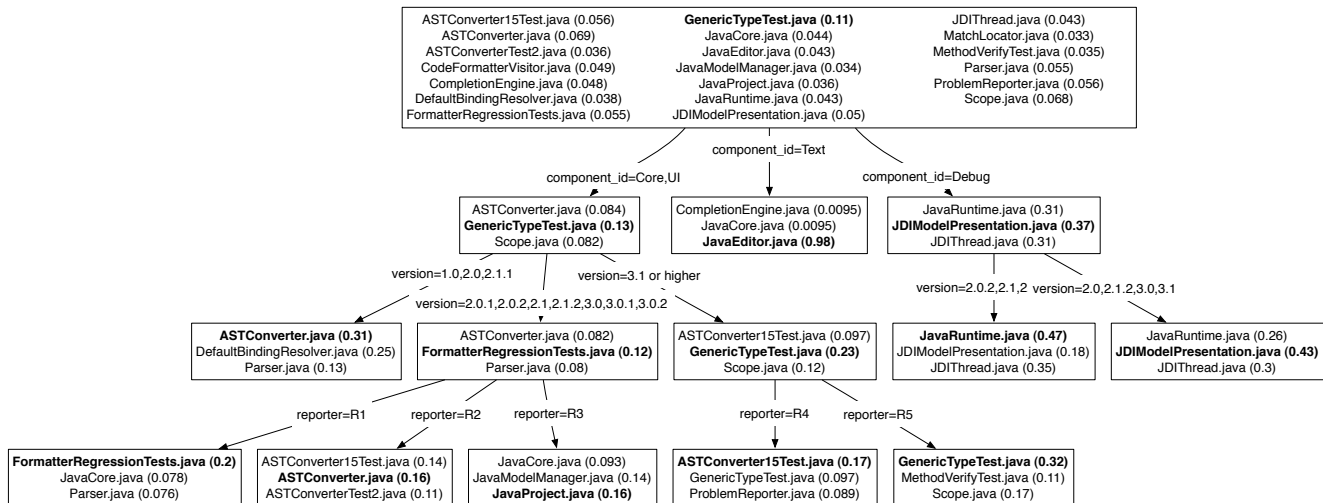 ASTConverter15Test.java (0.056)
ASTConverter.java (0.069)
ASTConverterTest2.java (0.036)
CodeFormatterVisitor.java (0.049)
CompletionEngine.java (0.048)
DefaultBindingResolver.java (0.038)
FormatterRegressionTests.java (0.055)
GenericTypeTest.java (0.11)
JavaCore.java (0.044)
JavaEditor.java (0.043)
JavaModelManager.java (0.034)
JavaProject.java (0.036)
JavaRuntime.java (0.043)
JDIModelPresentation.java (0.05)
JDIThread.java (0.043)
MatchLocator.java (0.033)
MethodVerifyTest.java (0.035)
Parser.java (0.055)
ProblemReporter.java (0.056)
Scope.java (0.068)
component_id=Core,UI
component_id=Text
component_id=Debug
ASTConverter.java (0.084)
GenericTypeTest.java (0.13)
Scope.java (0.082)
CompletionEngine.java (0.0095)
JavaCore.java (0.0095)
JavaEditor.java (0.98)
JavaRuntime.java (0.31)
JDIModelPresentation.java (0.37)
JDIThread.java (0.31)
version=1.0,2.0,2.1.1
version=2.0.1,2.0.2,2.1,2.1.2,3.0,3.0.1,3.0.2
version=3.1 or higher
version=2.0.2,2.1,2
version=2.0,2.1.2,3.0,3.1
ASTConverter.java (0.31)
DefaultBindingResolver.java (0.25)
Parser.java (0.13)
ASTConverter.java (0.082)
FormatterRegressionTests.java (0.12)
Parser.java (0.08)
ASTConverter15Test.java (0.097)
GenericTypeTest.java (0.23)
Scope.java (0.12)
JavaRuntime.java (0.47)
JDIModelPresentation.java (0.18)
JDIThread.java (0.35)
JavaRuntime.java (0.26)
JDIModelPresentation.java (0.43)
JDIThread.java (0.3)
reporter=R1
reporter=R2
reporter=R3
reporter=R4
reporter=R5
FormatterRegressionTests.java (0.2)
JavaCore.java (0.078)
Parser.java (0.076)
ASTConverter15Test.java (0.14)
ASTConverter.java (0.16)
ASTConverterTest2.java (0.11)
JavaCore.java (0.093)
JavaModelManager.java (0.14)
JavaProject.java (0.16)
ASTConverter15Test.java (0.17)
GenericTypeTest.java (0.097)
ProblemReporter.java (0.089)
GenericTypeTest.java (0.32)
MethodVerifyTest.java (0.11)
Scope.java (0.17)